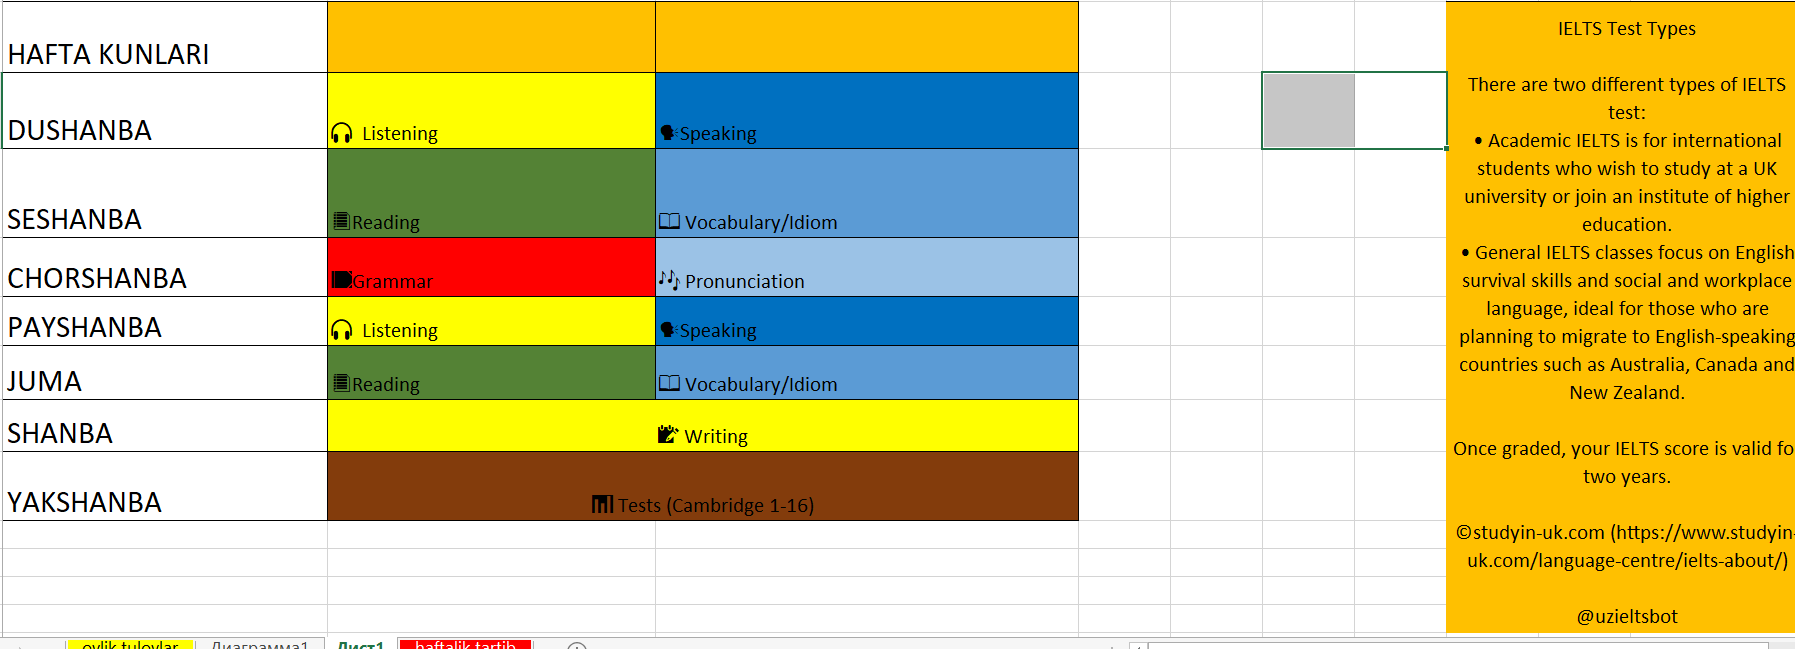 HAFTA KUNLARI
DUSHANBA
Listening
Speaking
SESHANBA
Reading
Vocabulary/Idiom
CHORSHANBA
Grammar
Pronunciation
PAYSHANBA
Listening
Speaking
JUMA
Reading
Vocabulary/Idiom
SHANBA
Writing
YAKSHANBA
Tests (Cambridge 1-16)
IELTS Test Types
There are two different types of IELTS
test:
• Academic IELTS is for international
students who wish to study at a UK
university or join an institute of higher
education.
• General IELTS classes focus on English
survival skills and social and workplace
language, ideal for those who are
planning to migrate to English-speaking
countries such as Australia, Canada and
New Zealand.
Once graded, your IELTS score is valid fo
two years.
©studyin-uk.com (https://www.studyin-
uk.com/language-centre/ielts-about/)
@uzieltsbot
Диаграмма1
Лист1
haftalik tartib